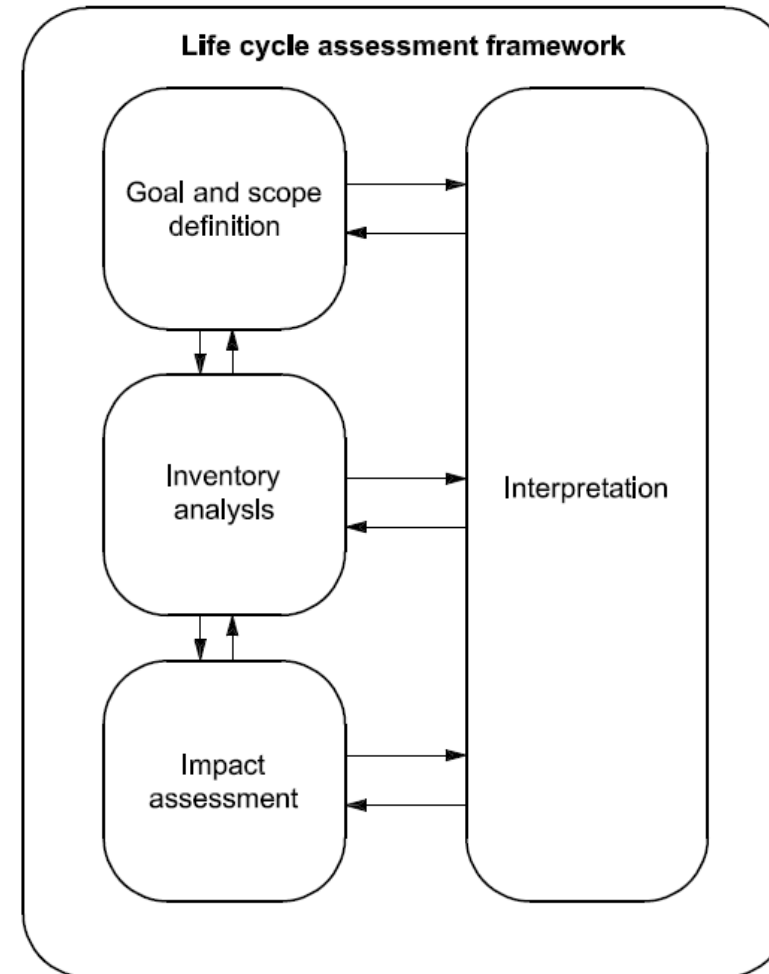 Life cycle assessment framework
Goal and scope
definition
Inventory
analysis
Interpretation
Impact
assessment